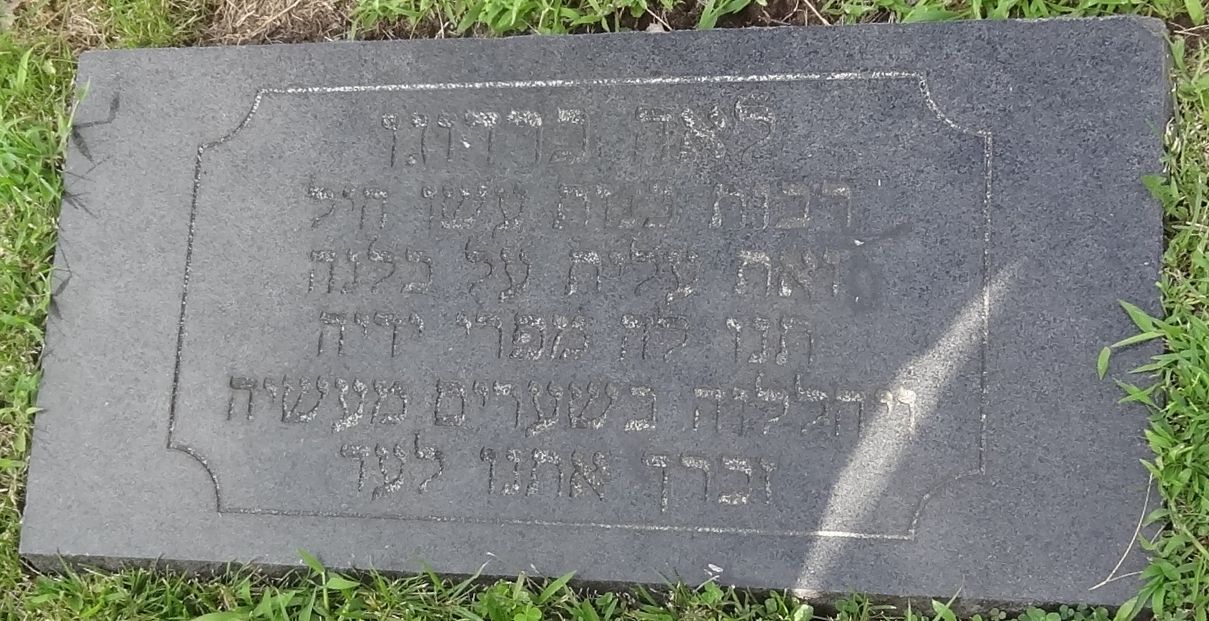 לאה ברדוגו
רבות בנות עשו חיל
ואת עלית על כלנה
תנו לה מפרי ידיה
ויהללוה בשערים מעשיה
זכרך אתנו לעד